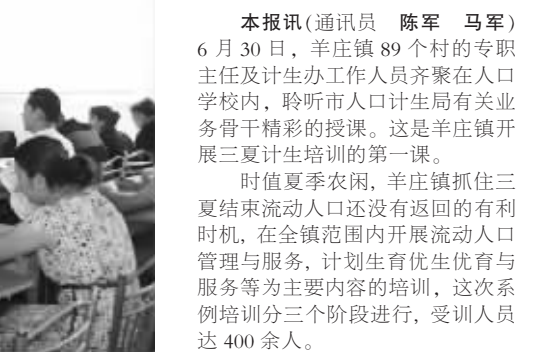 本报讯(通讯员 陈军 马军)
6 月 30 日，羊庄镇 89 个村的专职
主任及计生办工作人员齐聚在人口
学校内，聆听市人口计生局有关业
务骨干精彩的授课。这是羊庄镇开
展三夏计生培训的第一课。
时值夏季农闲，羊庄镇抓住三
夏结束流动人口还没有返回的有利
时机，在全镇范围内开展流动人口
管理与服务，计划生育优生优育与
服务等为主要内容的培训，这次系
例培训分三个阶段进行，受训人员
达 400 余人。